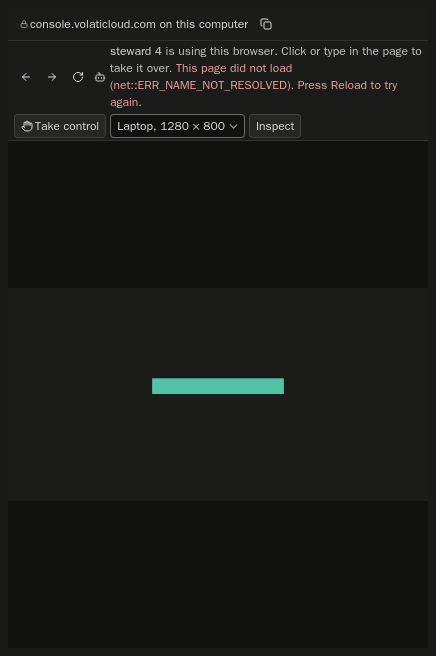 console.volaticloud.com on this computer
steward 4 is using this browser. Click or type in the page to
take it over. This page did not load
(net::ERR_NAME_NOT_RESOLVED). Press Reload to try
again.
Take control
Laptop, 1280 × 800
Inspect